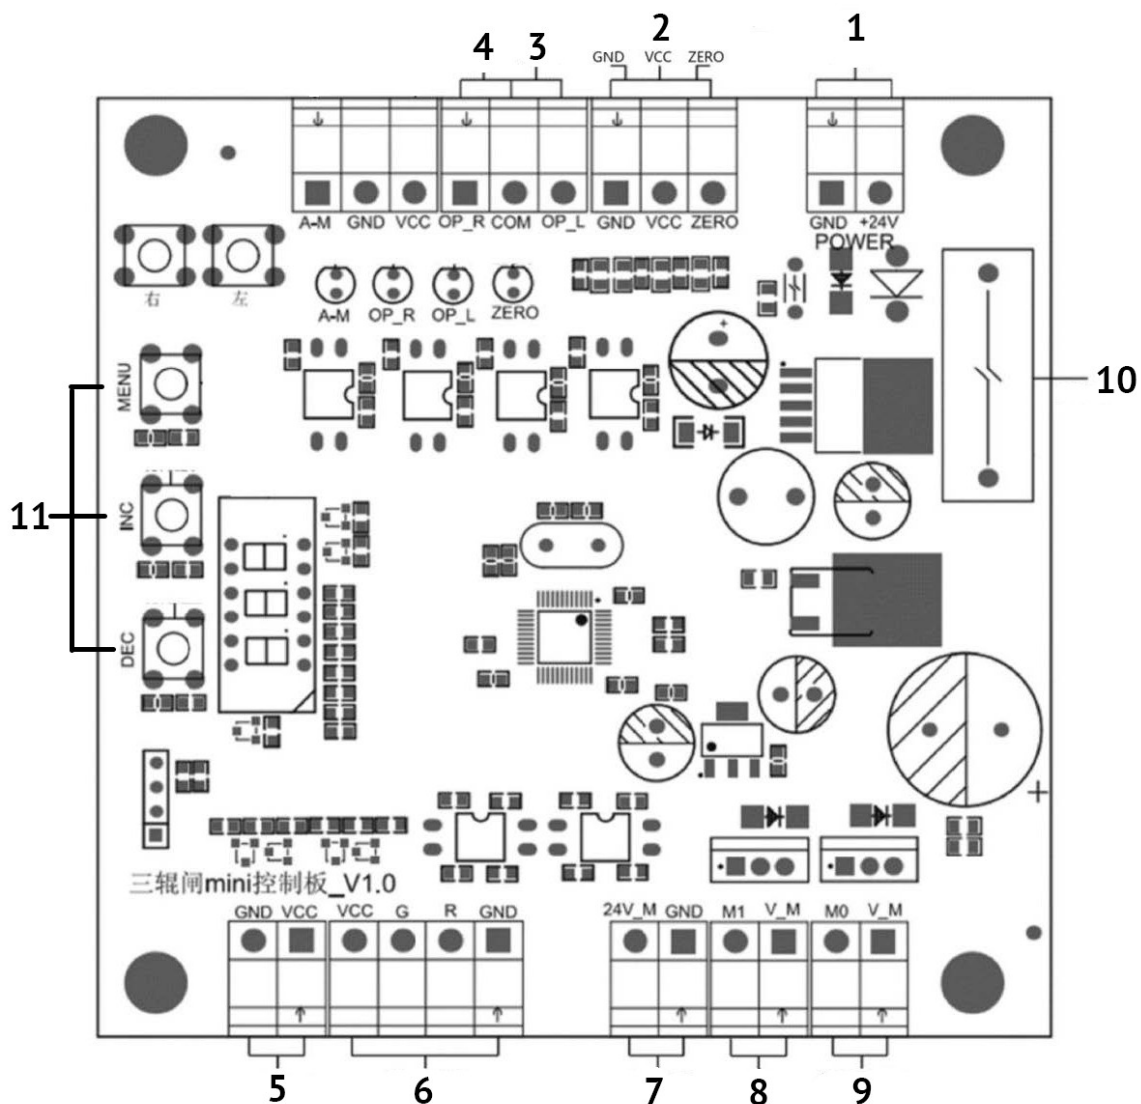 4 3 2 1
GND VCC ZERO
A-M GND VCC OP_R COM OP_L GND VCC ZERO GND +24V
POWER
右 左
A-M OP_R OP_L ZERO
+
MENU
10
11
INC
DEC
+
三辊闸mini控制板_V1.0
GND VCC VCC G R GND 24V_M GND M1 V_M M0 V_M
5 6 7 8 9